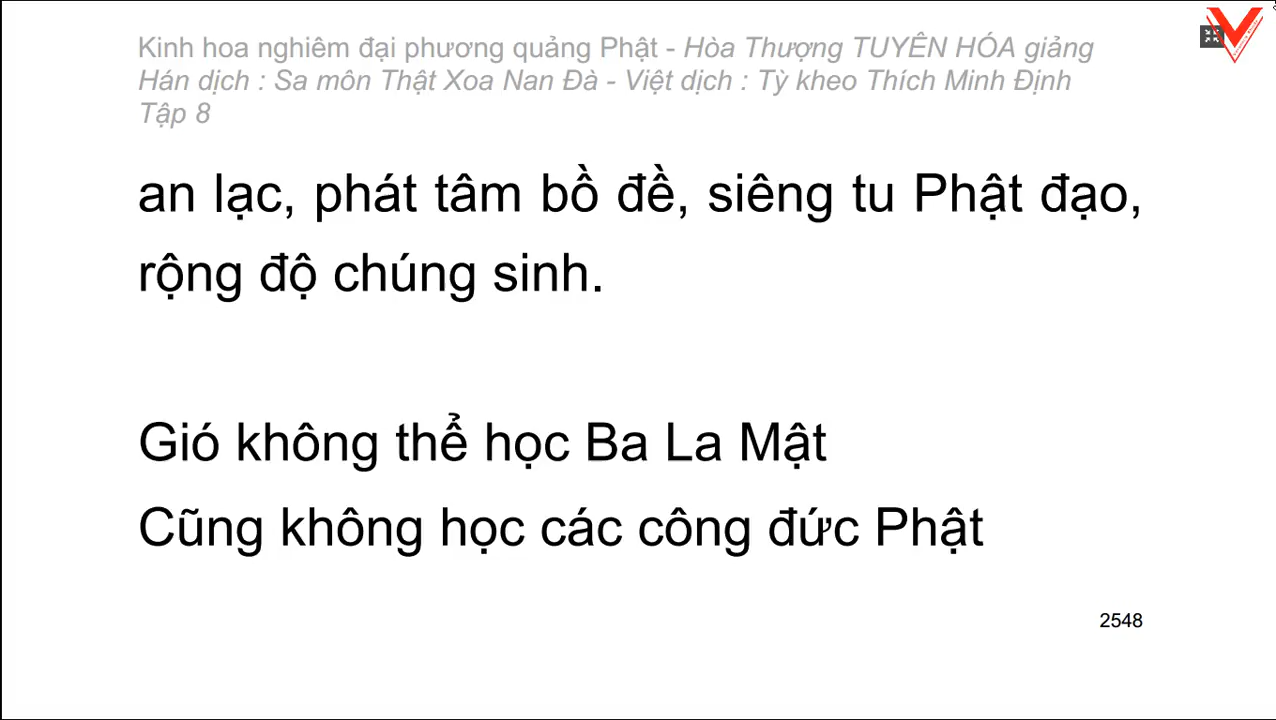 Kinh hoa nghiêm đại phương quảng Phật - Hòa Thượng TUYÊN HÓA giảng
Hán dịch : Sa môn Thật Xoa Nan Đà - Việt dịch : Tỳ kheo Thích Minh Định
Tập 8
an lạc, phát tâm bồ đề, siêng tu Phật đạo,
rộng độ chúng sinh.
Gió không thể học Ba La Mật
Cũng không học các công đức Phật
2548